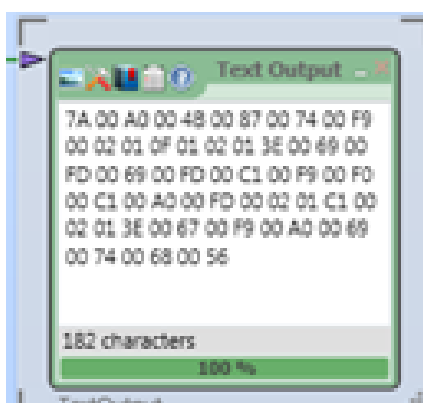 Text Output
7A 00 A0 00 4B 00 87 00 74 00 F9
00 02 01 0F 01 02 01 3E 00 69 00
FD 00 69 00 FD 00 C1 00 F9 00 F0
00 C1 00 A0 00 FD 00 02 01 C1 00
02 01 3E 00 67 00 F9 00 A0 00 69
00 74 00 68 00 56
182 characters
100 %